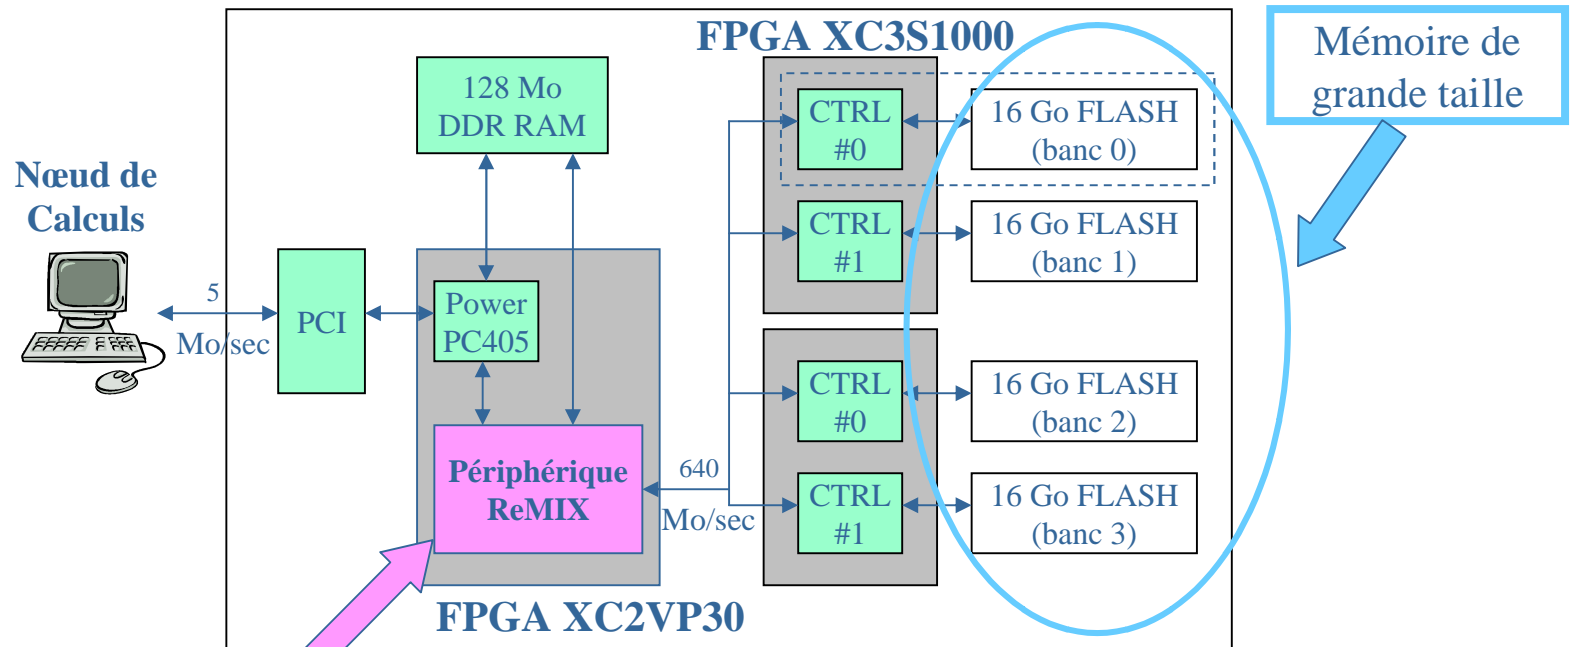 FPGA XC3S1000
Mémoire de
grande taille
128 Mo
DDR RAM
CTRL
#0
16 Go FLASH
(banc 0)
Nœud de
Calculs
CTRL
#1
16 Go FLASH
(banc 1)
5
Mo/sec
PCI
Power
PC405
CTRL
#0
16 Go FLASH
(banc 2)
Périphérique
ReMIX
640
Mo/sec
CTRL
#1
16 Go FLASH
(banc 3)
FPGA XC2VP30